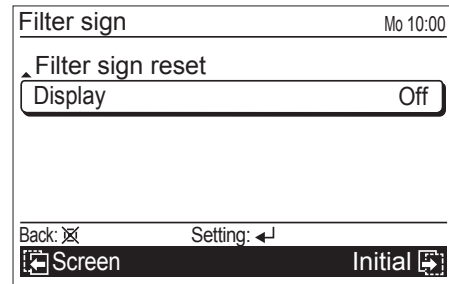 Filter sign Mo 10:00
Filter sign reset
Display Off
Back: Setting:
Screen Initial